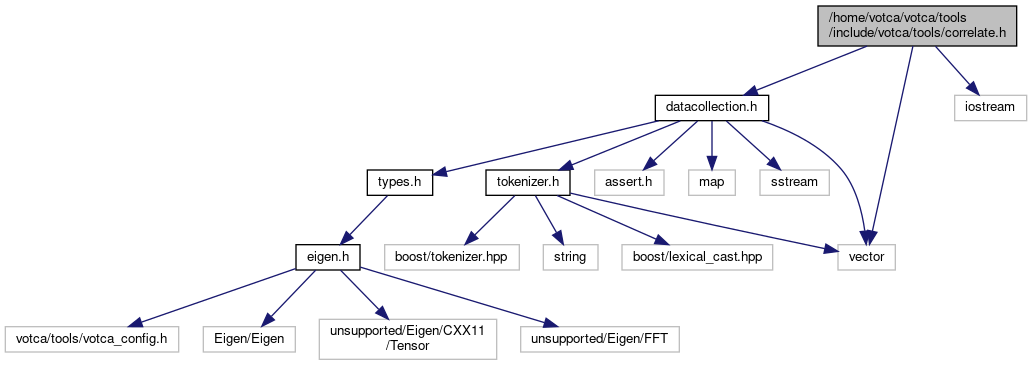 /home/votca/votca/tools
/include/votca/tools/correlate.h
datacollection.h
iostream
types.h
tokenizer.h
assert.h
map
sstream
eigen.h
boost/tokenizer.hpp
string
boost/lexical_cast.hpp
vector
votca/tools/votca_config.h
Eigen/Eigen
unsupported/Eigen/CXX11
/Tensor
unsupported/Eigen/FFT